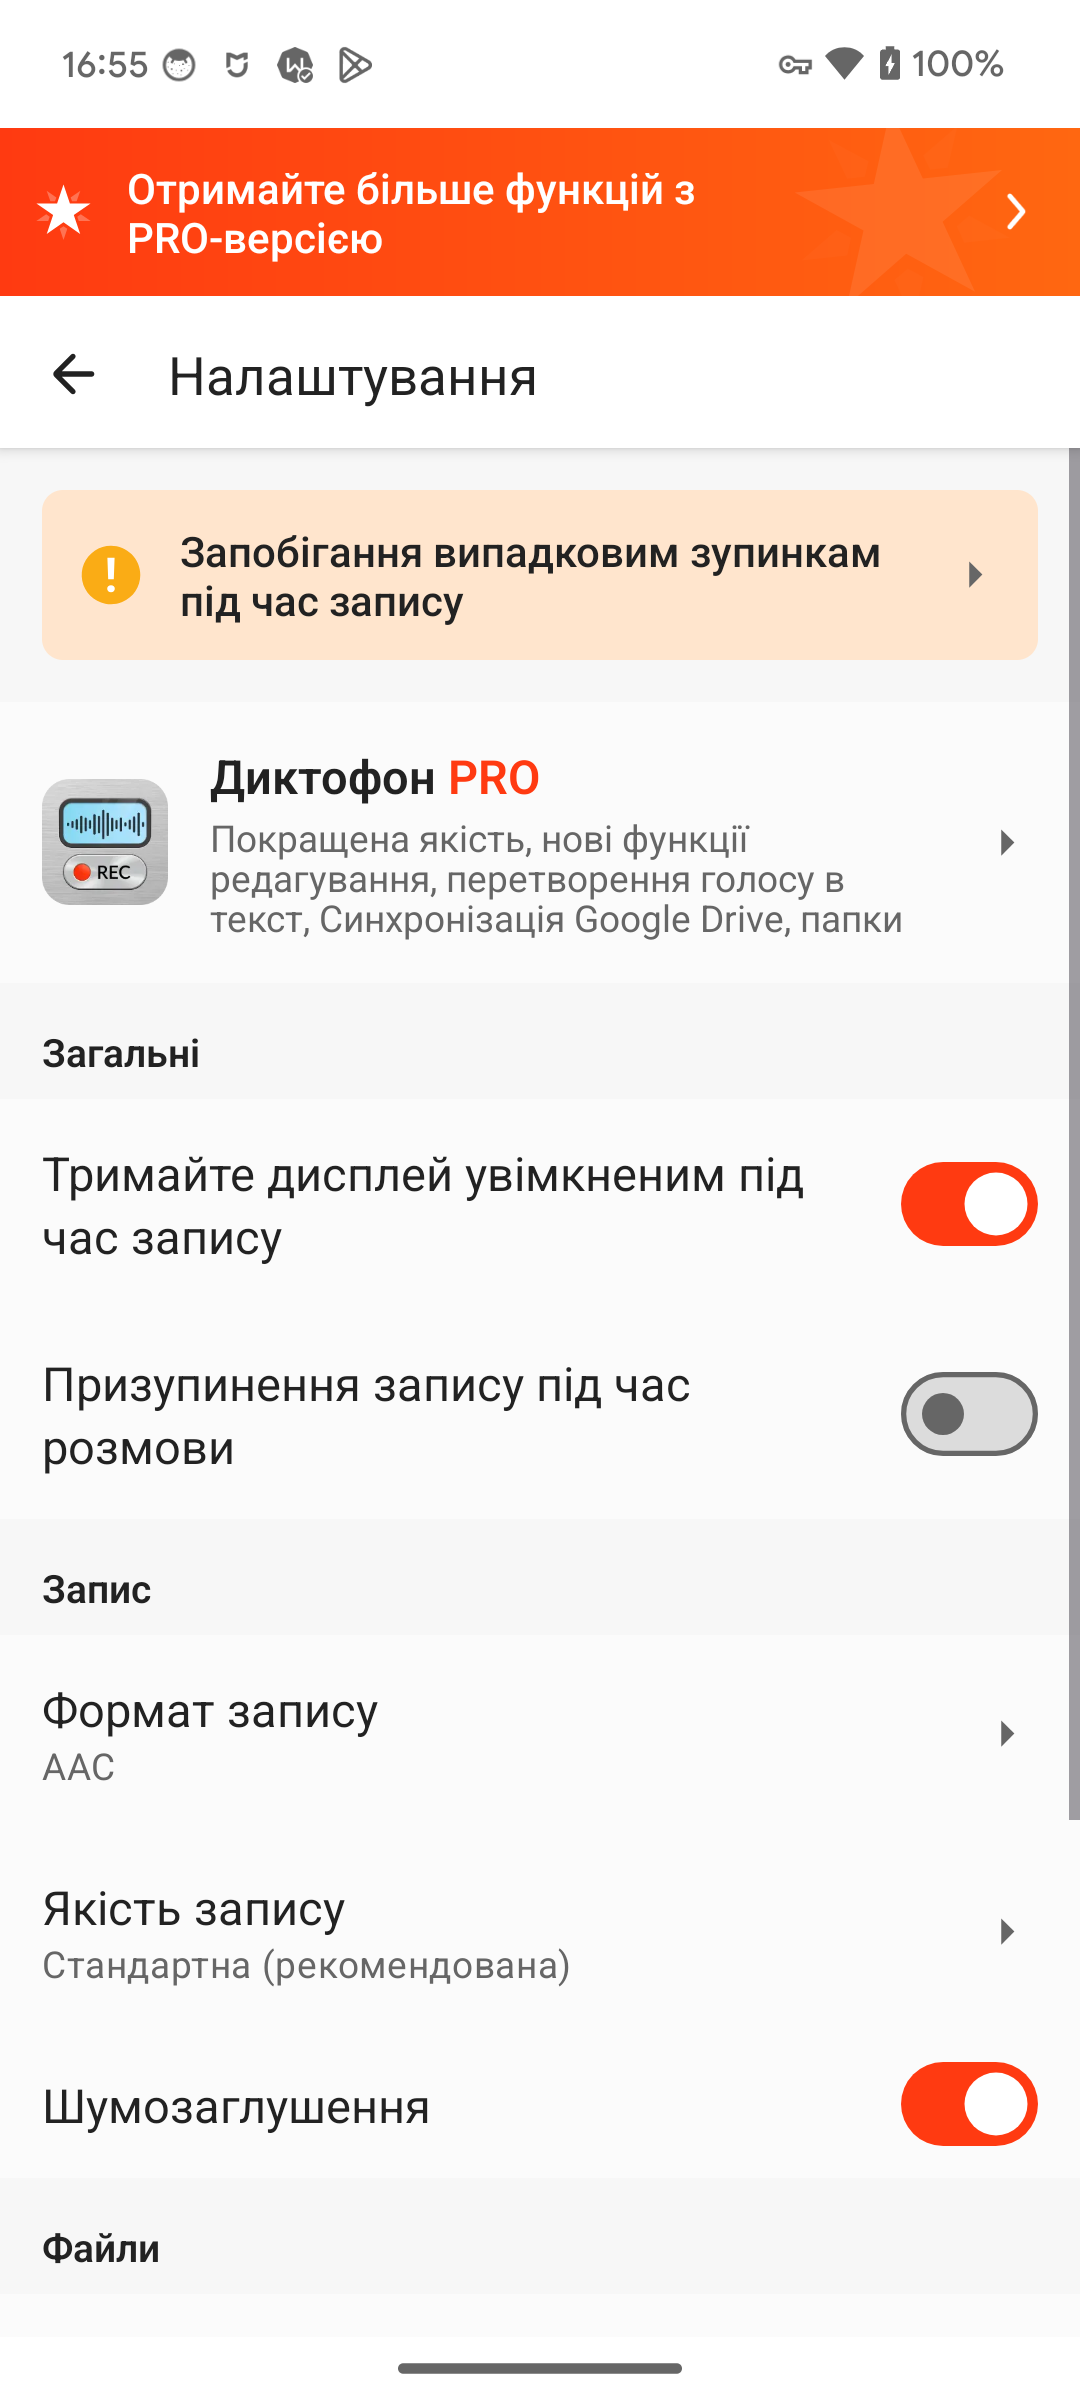 16:55
100%
Отримайте більше функцій з
PRO-версією
Налаштування
Запобігання випадковим зупинкам
під час запису
REC
Диктофон PRO
Покращена якість, нові функції
редагування, перетворення голосу в
текст, Синхронізація Google Drive, папки
Загальні
Тримайте дисплей увімкненим під
час запису
Призупинення запису під час
розмови
Запис
Формат запису
AAC
Якість запису
Стандартна (рекомендована)
Шумозаглушення
Файли